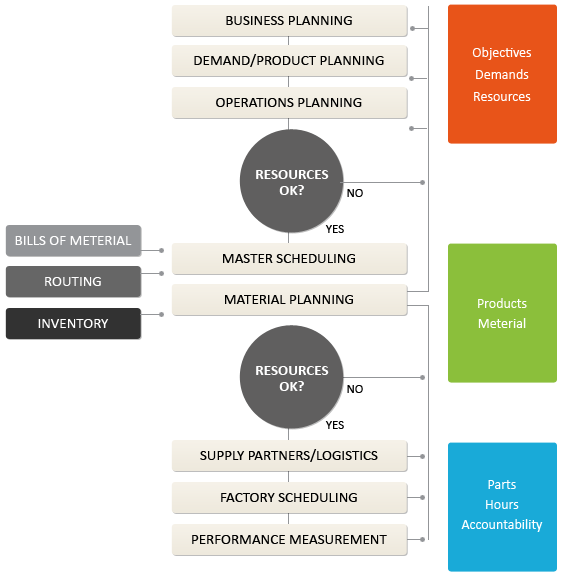 BUSINESS PLANNING
DEMAND/PRODUCT PLANNING
OPERATIONS PLANNING
Objectives
Demands
Resources
RESOURCES
OK?
NO
YES
BILLS OF METERIAL
ROUTING
INVENTORY
MASTER SCHEDULING
MATERIAL PLANNING
Products
Meterial
RESOURCES
OK?
NO
YES
SUPPLY PARTNERS/LOGISTICS
FACTORY SCHEDULING
PERFORMANCE MEASUREMENT
Parts
Hours
Accountability